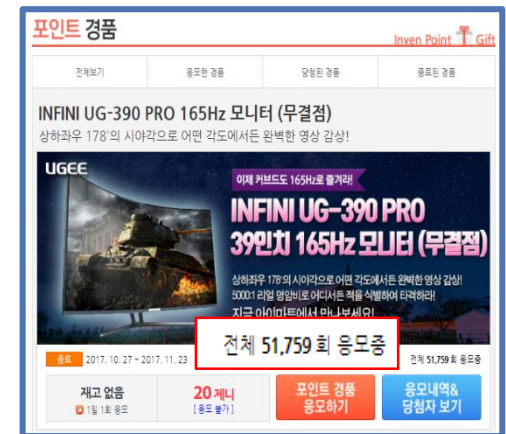 포인트 경품
Inven Point Gift
전체보기 응모한 경품 당첨된 경품 종료된 경품
INFINI UG-390 PRO 165Hz 모니터 (무결점)
상하좌우 178'의 시야각으로 어떤 각도에서든 완벽한 영상 감상!
UGEE
이제 커브드도 165Hz로 즐겨라!
INFINI UG-390 PRO
39인치 165Hz 모니터 (무결점)
상하좌우 178'의 시야각으로 어떤 각도에서든 완벽한 영상 감상!
5000:1 리얼 명암비로 어디서든 적을 식별하여 타격하라!
지금 아이마트에서 만나보세요!
전체 51,759 회 응모중
종료 2017. 10. 27 ~ 2017. 11. 23 전체 51,759 회 응모중
재고 없음 20 제니 포인트 경품 응모내역&
1일 1회 응모 [응모 불가] 응모하기 당첨자 보기